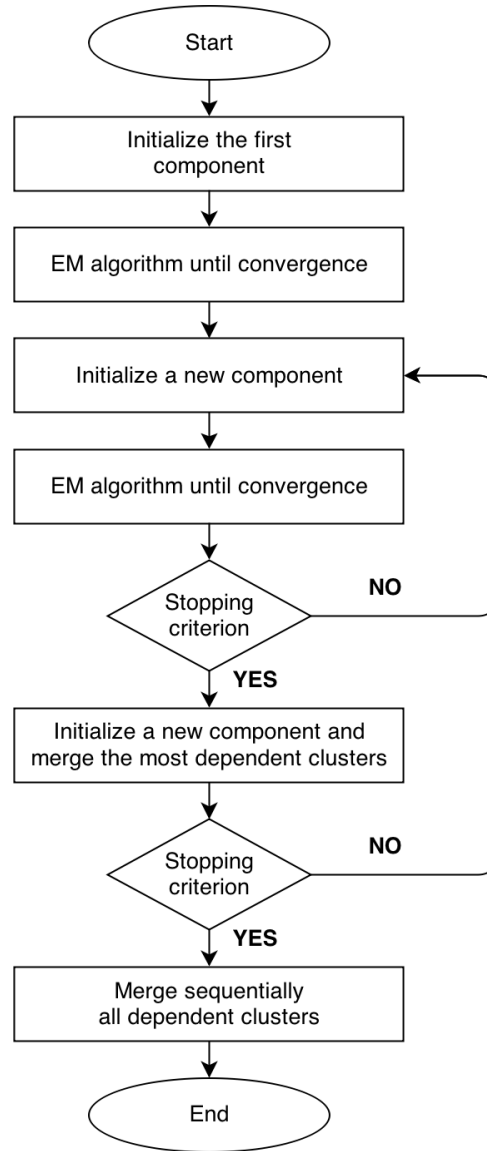 Start
Initialize the first
component
EM algorithm until convergence
Initialize a new component
EM algorithm until convergence
Stopping
criterion
NO
YES
Initialize a new component and
merge the most dependent clusters
Stopping
criterion
NO
YES
Merge sequentially
all dependent clusters
End